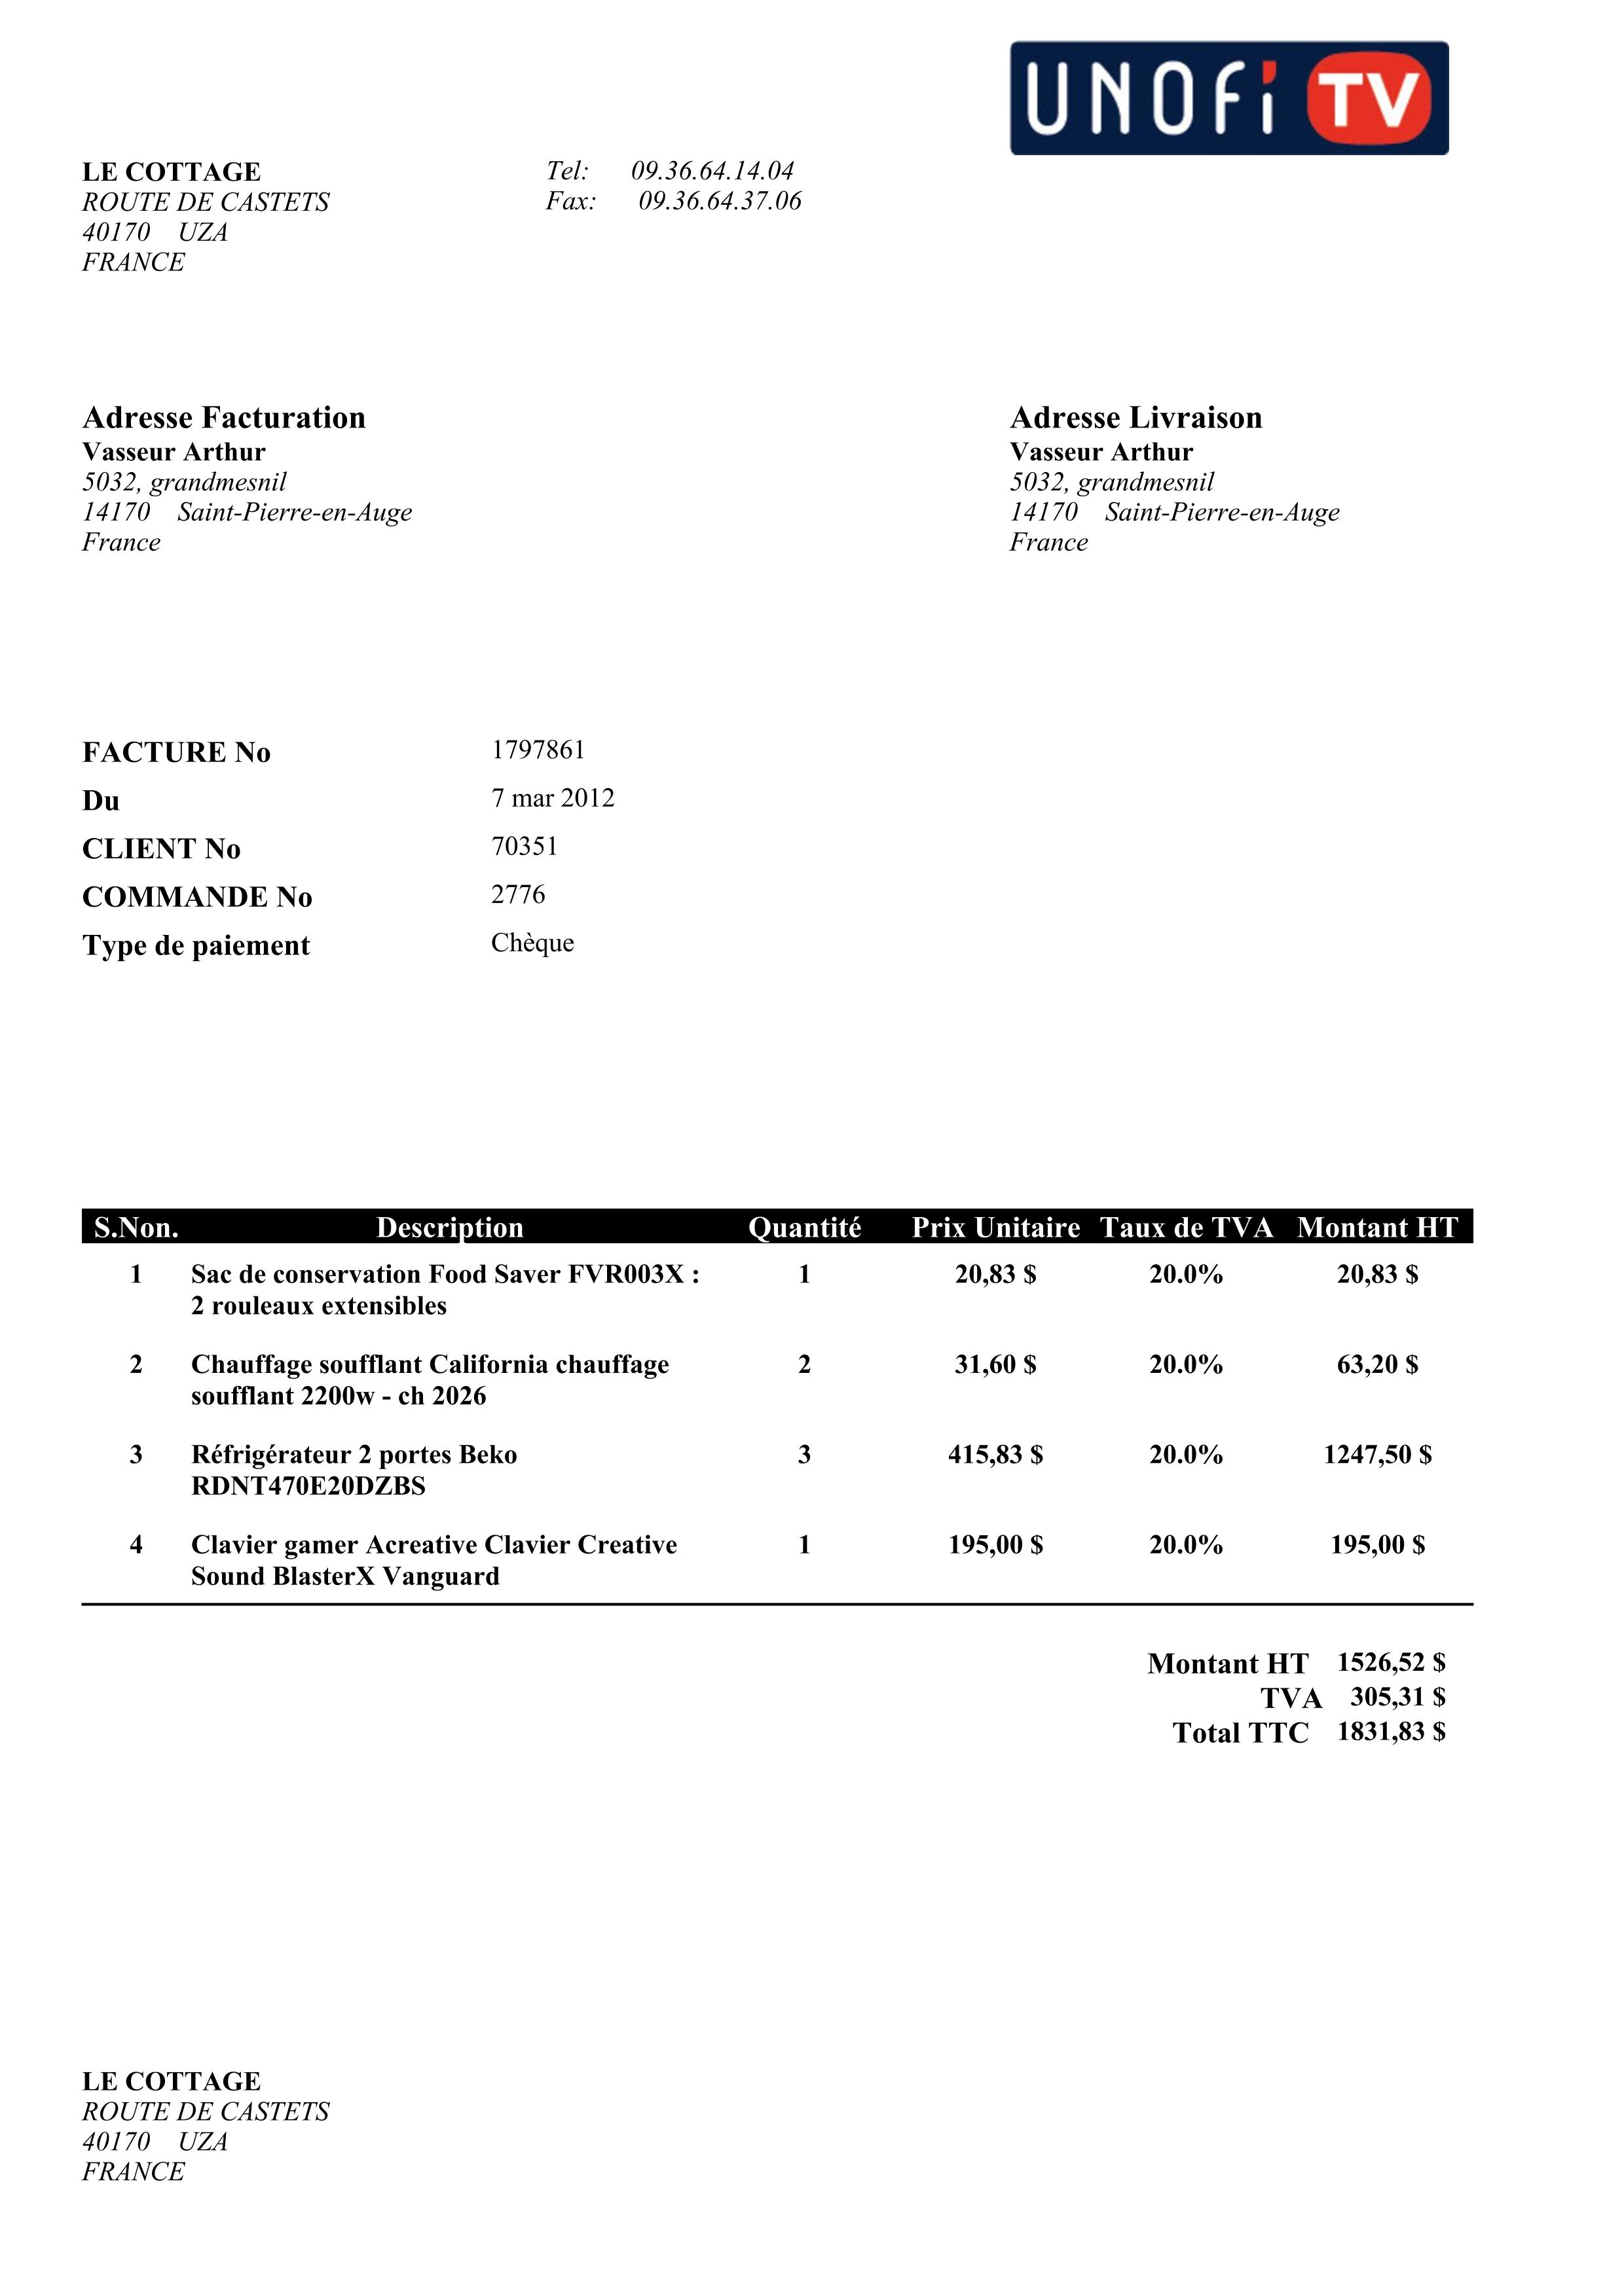 UNOFi TV
LE COTTAGE
ROUTE DE CASTETS
40170 UZA
FRANCE
Tel: 09.36.64.14.04
Fax: 09.36.64.37.06
Adresse Facturation
Vasseur Arthur
5032, grandmesnil
14170 Saint-Pierre-en-Auge
France
Adresse Livraison
Vasseur Arthur
5032, grandmesnil
14170 Saint-Pierre-en-Auge
France
FACTURE No 1797861
Du 7 mar 2012
CLIENT No 70351
COMMANDE No 2776
Type de paiement Chèque
S.Non. Description Quantité Prix Unitaire Taux de TVA Montant HT
1 Sac de conservation Food Saver FVR003X : 1 20,83 $ 20.0% 20,83 $
2 rouleaux extensibles
2 Chauffage soufflant California chauffage 2 31,60 $ 20.0% 63,20 $
soufflant 2200w - ch 2026
3 Réfrigérateur 2 portes Beko 3 415,83 $ 20.0% 1247,50 $
RDNT470E20DZBS
4 Clavier gamer Acreative Clavier Creative 1 195,00 $ 20.0% 195,00 $
Sound BlasterX Vanguard
Montant HT 1526,52 $
TVA 305,31 $
Total TTC 1831,83 $
LE COTTAGE
ROUTE DE CASTETS
40170 UZA
FRANCE